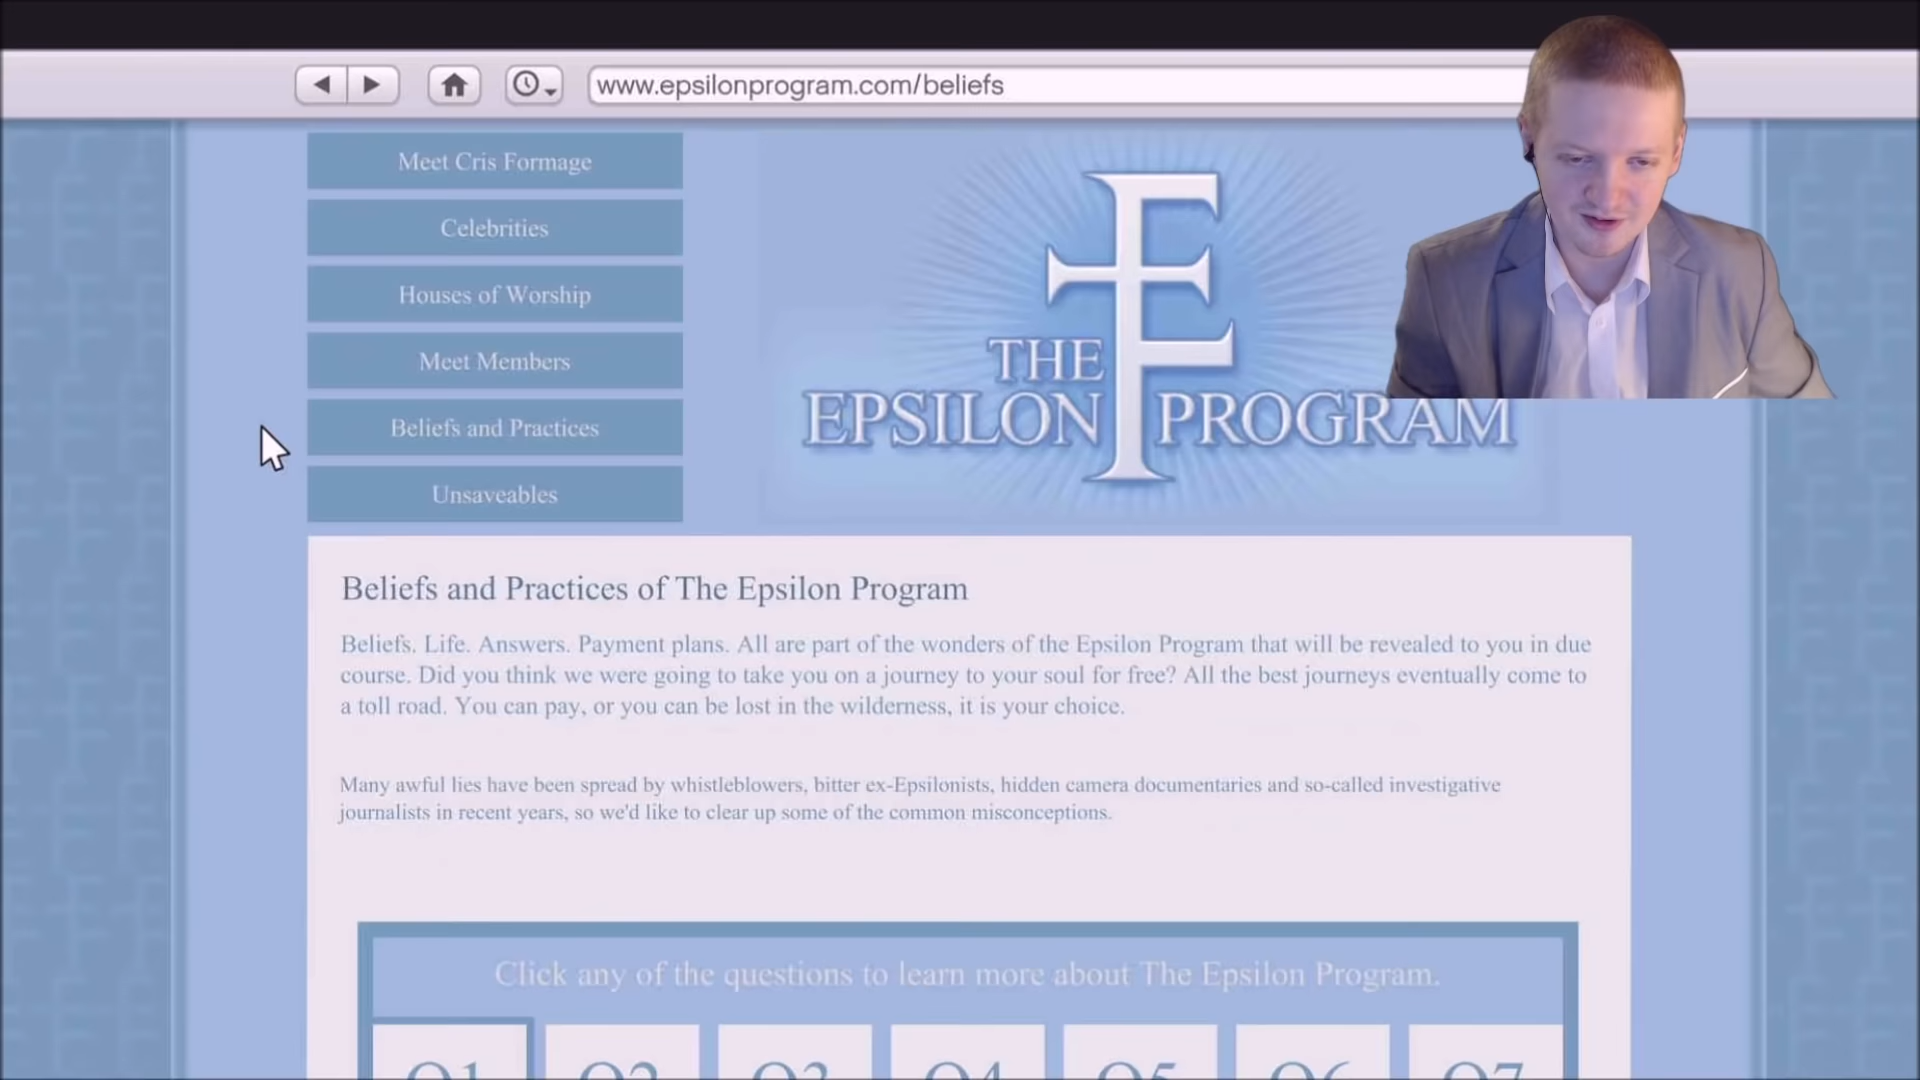 www.epsilonprogram.com/beliefs
Meet Cris Formage
Celebrities
Houses of Worship
Meet Members
Beliefs and Practices
Unsaveables
THE
EPSILON PROGRAM
Beliefs and Practices of The Epsilon Program
Beliefs. Life. Answers. Payment plans. All are part of the wonders of the Epsilon Program that will be revealed to you in due
course. Did you think we were going to take you on a journey to your soul for free? All the best journeys eventually come to
a toll road. You can pay, or you can be lost in the wilderness, it is your choice.
Many awful lies have been spread by whistleblowers, bitter ex-Epsilonists, hidden camera documentaries and so-called investigative
journalists in recent years, so we'd like to clear up some of the common misconceptions.
Click any of the questions to learn more about The Epsilon Program.
Q1 Q2 Q3 Q4 Q5 Q6 Q7